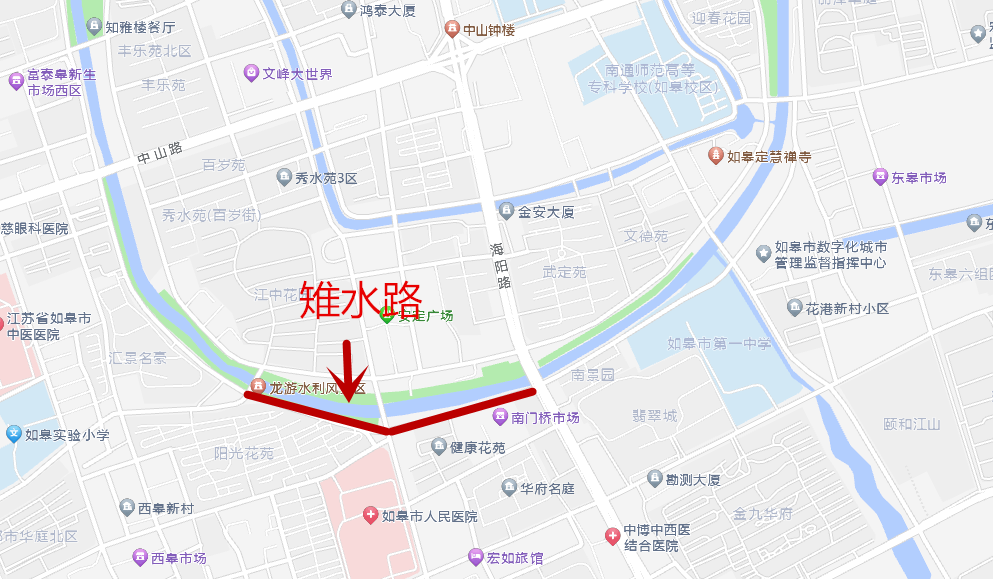 鸿泰大厦
知雅楼餐厅
中山钟楼
迎春花园
丰乐苑北区
富泰皋新生
市场西区
丰乐苑
文峰大世界
南通师范高等
专科学校(如皋校区)
中山路
百岁苑
秀水苑3区
如皋定慧禅寺
东皋市场
秀水苑(百岁街)
金安大厦
慈眼科医院
文德苑
海阳路
如皋市数字化城市
管理监督指挥中心
武定苑
东皋六组
江中花
雉水路
安定广场
花港新村小区
江苏省如皋市
中医医院
汇景名豪
如皋市第一中学
龙游水利风
区
南景园
南门桥市场
翡翠城
颐和江山
如皋实验小学
阳光花苑
健康花苑
勘测大厦
华府名庭
西皋新村
如皋市人民医院
金九华府
中博中西医
结合医院
市华庭北区
西皋市场
宏如旅馆